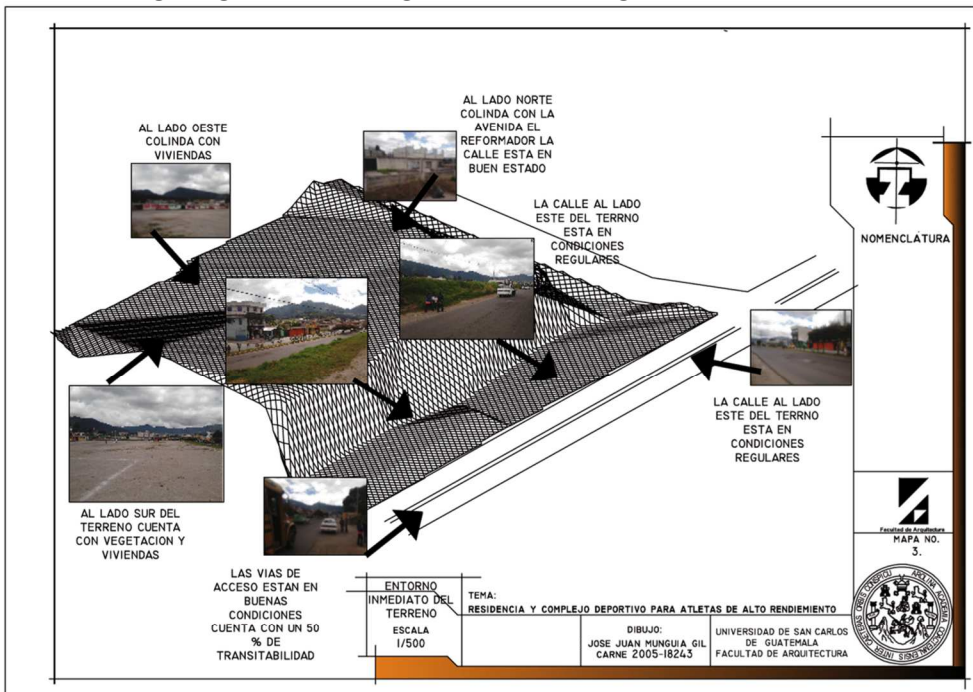 AL LADO OESTE
COLINDA CON
VIVIENDAS
AL LADO NORTE
COLINDA CON LA
AVENIDA EL
REFORMADOR LA
CALLE ESTA EN
BUEN ESTADO
LA CALLE AL LADO
ESTE DEL TERRNO
ESTA EN
CONDICIONES
REGULARES
NOMENCLATURA
LA CALLE AL LADO
ESTE DEL TERRNO
ESTA EN
CONDICIONES
REGULARES
AL LADO SUR DEL
TERRENO CUENTA
CON VEGETACION Y
VIVIENDAS
LAS VIAS DE
ACCESO ESTAN EN
BUENAS
CONDICIONES
CUENTA CON UN 50
% DE
TRANSITABILIDAD
Facultad de Arquitectura
MAPA NO.
3.
ENTORNO
INMEDIATO DEL
TERRENO
ESCALA
1/500
TEMA:
RESIDENCIA Y COMPLEJO DEPORTIVO PARA ATLETAS DE ALTO RENDIEMIENTO
DIBUJO:
JOSE JUAN MUNGUIA GIL
CARNE 2005-18243
UNIVERSIDAD DE SAN CARLOS
DE GUATEMALA
FACULTAD DE ARQUITECTURA